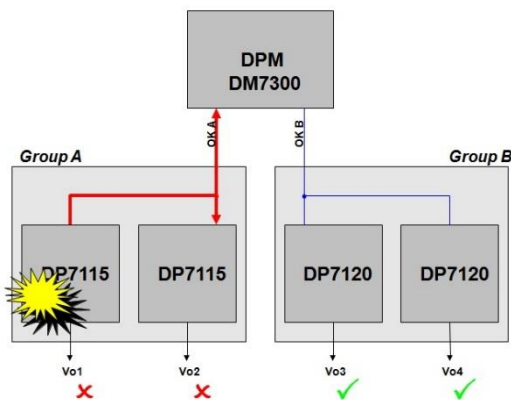 DPM
DM7300
OK A
OK B
Group A
Group B
DP7115
DP7115
DP7120
DP7120
Vo1
Vo2
Vo3
Vo4